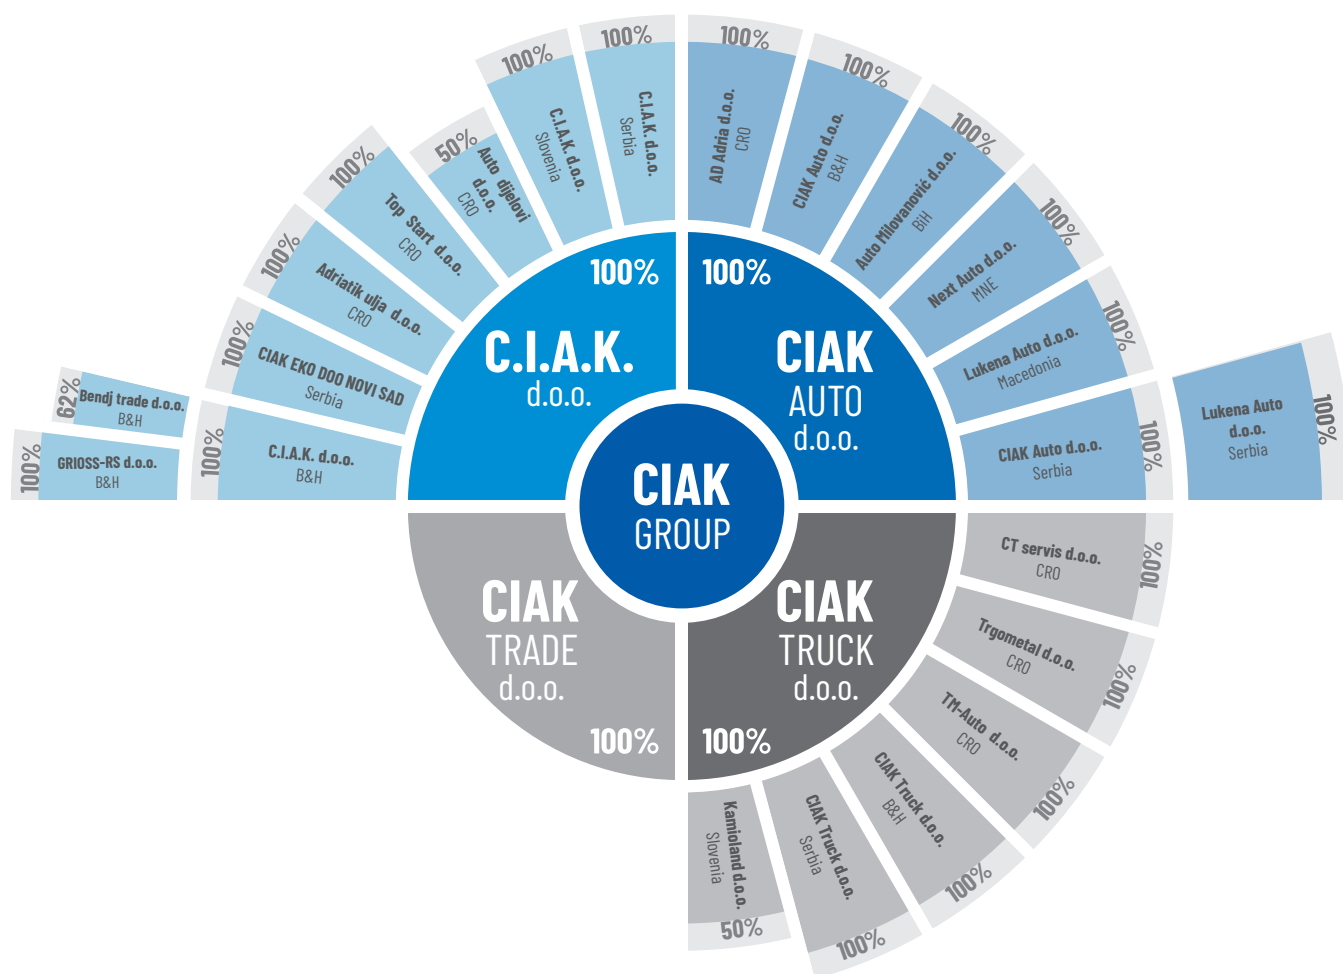 CIAK
GROUP
100%
C.I.A.K.
d.o.o.
100%
CIAK
AUTO
d.o.o.
CIAK
TRADE
d.o.o.
100%
CIAK
TRUCK
d.o.o.
100%
100%
GRIOSS-RS d.o.o.
B&H
62%
Bendj trade d.o.o.
B&H
100%
C.I.A.K. d.o.o.
B&H
100%
CIAK EKO DOO NOVI SAD
Serbia
100%
Adriatik ulja d.o.o.
CRO
100%
Top Start d.o.o.
CRO
50%
Auto dijelovi
d.o.o.
CRO
100%
C.I.A.K. d.o.o.
Slovenia
100%
C.I.A.K. d.o.o.
Serbia
100%
AD Adria d.o.o.
CRO
100%
CIAK Auto d.o.o.
B&H
100%
Auto Milovanović d.o.o.
BiH
100%
Next Auto d.o.o.
MNE
100%
Lukena Auto d.o.o.
Macedonia
100%
CIAK Auto d.o.o.
Serbia
100%
Lukena Auto
d.o.o.
Serbia
100%
CT servis d.o.o.
CRO
100%
Trgometal d.o.o.
CRO
100%
TM-Auto d.o.o.
CRO
100%
CIAK Truck d.o.o.
B&H
100%
CIAK Truck d.o.o.
Serbia
100%
Kamioland d.o.o.
Slovenia
50%